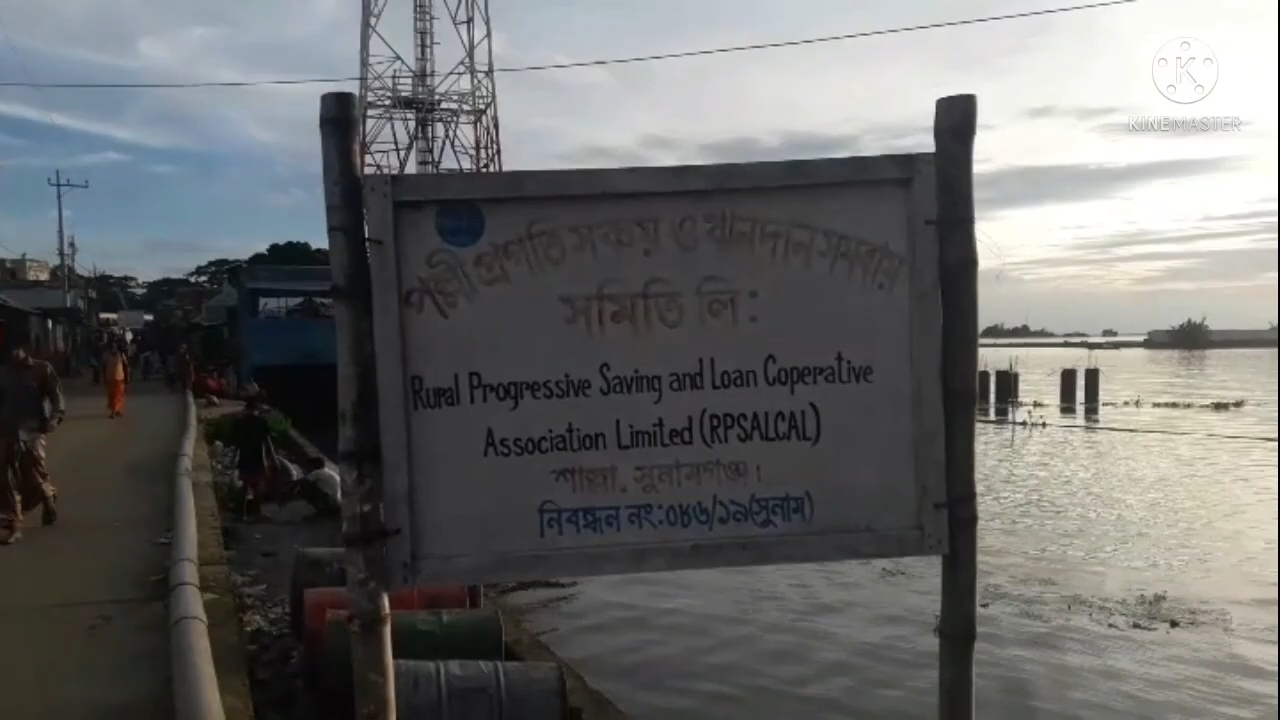 পল্লী প্রগতি সঞ্চয় ও ঋনদান সমবায়
সমিতি লি:
Rural Progressive Saving and Loan Coperative
Association Limited (RPSALCAL)
শাল্লা, সুনামগঞ্জ।
নিবন্ধন নং:০৪৬/১৯(সুনাম)
KINEMASTER